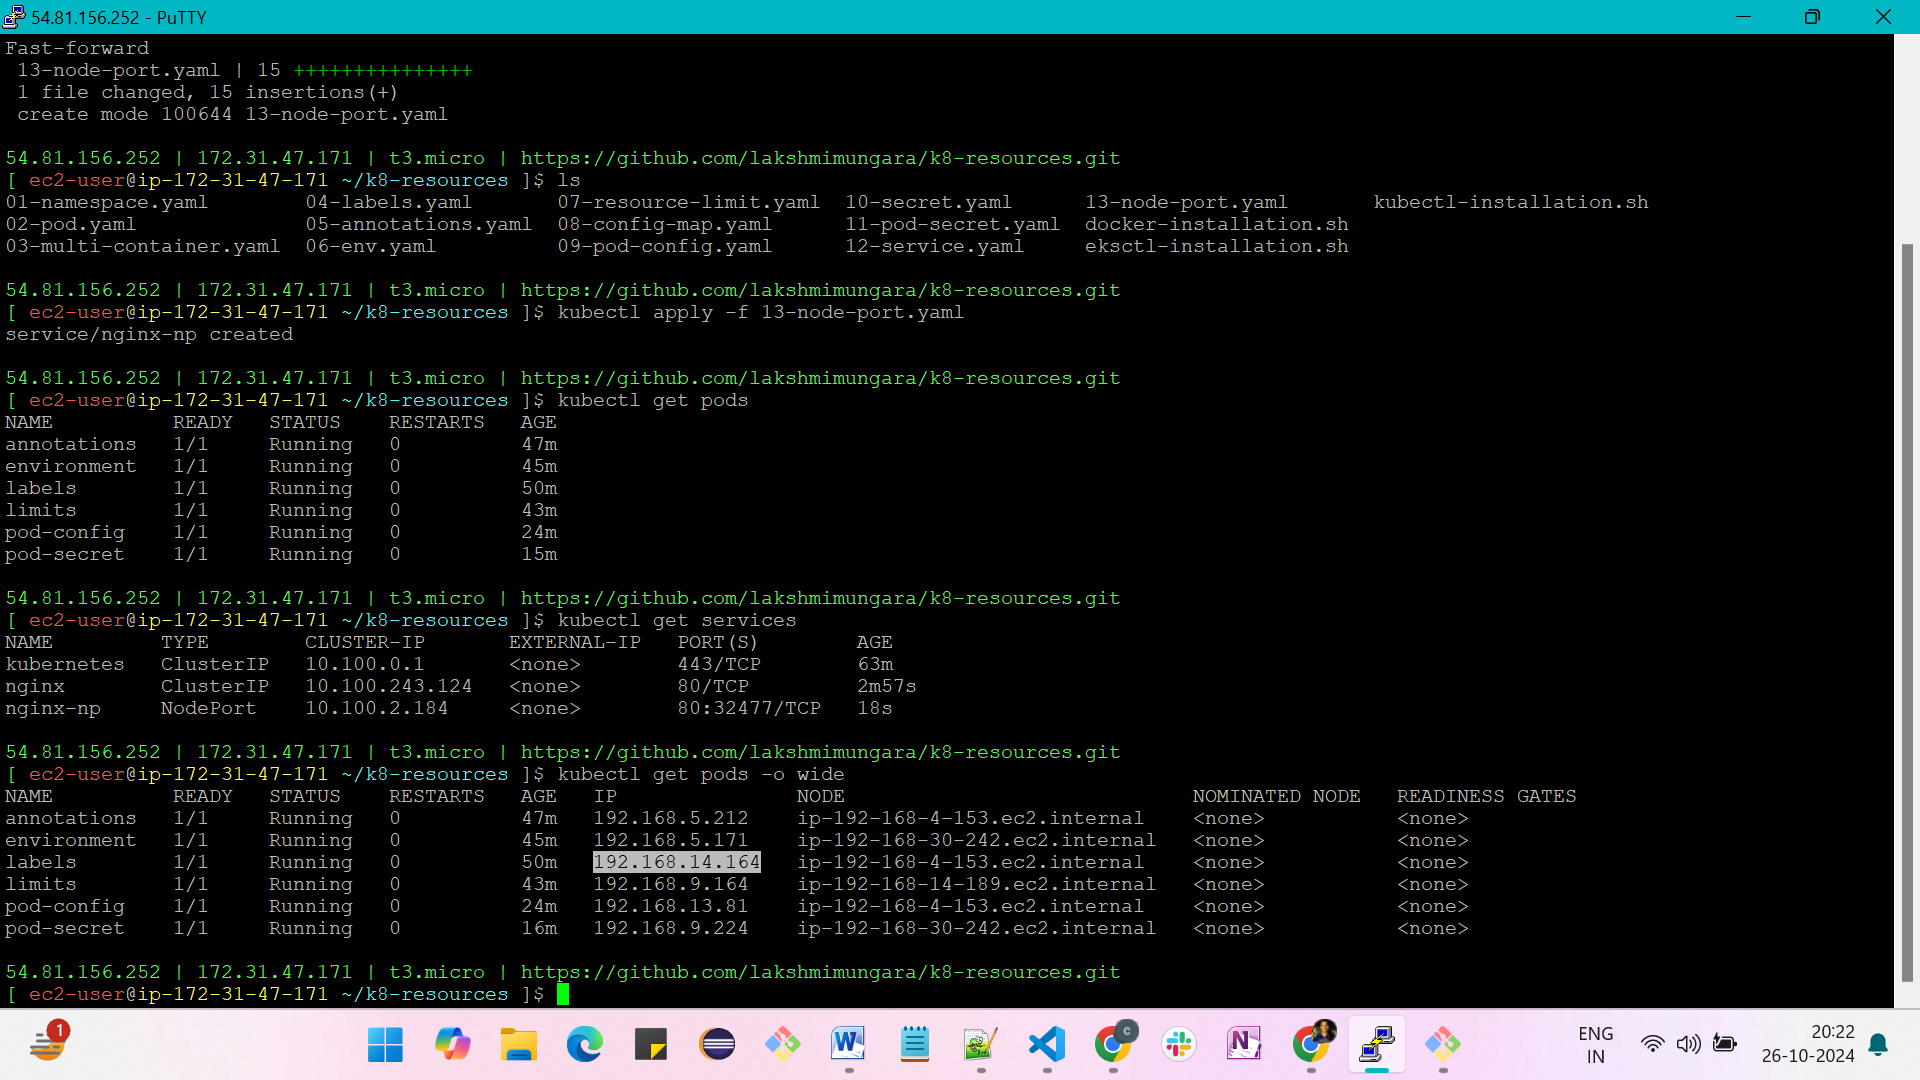 54.81.156.252 - PuTTY
Fast-forward
 13-node-port.yaml | 15 +++++++++++++++
 1 file changed, 15 insertions(+)
 create mode 100644 13-node-port.yaml
54.81.156.252 | 172.31.47.171 | t3.micro | https://github.com/lakshmimungara/k8-resources.git
[ ec2-user@ip-172-31-47-171 ~/k8-resources ]$ ls
01-namespace.yaml        04-labels.yaml       07-resource-limit.yaml  10-secret.yaml      13-node-port.yaml       kubectl-installation.sh
02-pod.yaml              05-annotations.yaml  08-config-map.yaml      11-pod-secret.yaml  docker-installation.sh
03-multi-container.yaml  06-env.yaml          09-pod-config.yaml      12-service.yaml     eksctl-installation.sh
54.81.156.252 | 172.31.47.171 | t3.micro | https://github.com/lakshmimungara/k8-resources.git
[ ec2-user@ip-172-31-47-171 ~/k8-resources ]$ kubectl apply -f 13-node-port.yaml
service/nginx-np created
54.81.156.252 | 172.31.47.171 | t3.micro | https://github.com/lakshmimungara/k8-resources.git
[ ec2-user@ip-172-31-47-171 ~/k8-resources ]$ kubectl get pods
NAME          READY   STATUS    RESTARTS   AGE
annotations   1/1     Running   0          47m
environment   1/1     Running   0          45m
labels        1/1     Running   0          50m
limits        1/1     Running   0          43m
pod-config    1/1     Running   0          24m
pod-secret    1/1     Running   0          15m
54.81.156.252 | 172.31.47.171 | t3.micro | https://github.com/lakshmimungara/k8-resources.git
[ ec2-user@ip-172-31-47-171 ~/k8-resources ]$ kubectl get services
NAME         TYPE        CLUSTER-IP       EXTERNAL-IP   PORT(S)        AGE
kubernetes   ClusterIP   10.100.0.1       <none>        443/TCP        63m
nginx        ClusterIP   10.100.243.124   <none>        80/TCP         2m57s
nginx-np     NodePort    10.100.2.184     <none>        80:32477/TCP   18s
54.81.156.252 | 172.31.47.171 | t3.micro | https://github.com/lakshmimungara/k8-resources.git
[ ec2-user@ip-172-31-47-171 ~/k8-resources ]$ kubectl get pods -o wide
NAME          READY   STATUS    RESTARTS   AGE   IP               NODE                             NOMINATED NODE   READINESS GATES
annotations   1/1     Running   0          47m   192.168.5.212    ip-192-168-4-153.ec2.internal    <none>           <none>
environment   1/1     Running   0          45m   192.168.5.171    ip-192-168-30-242.ec2.internal   <none>           <none>
labels        1/1     Running   0          50m   192.168.14.164   ip-192-168-4-153.ec2.internal    <none>           <none>
limits        1/1     Running   0          43m   192.168.9.164    ip-192-168-14-189.ec2.internal   <none>           <none>
pod-config    1/1     Running   0          24m   192.168.13.81    ip-192-168-4-153.ec2.internal    <none>           <none>
pod-secret    1/1     Running   0          16m   192.168.9.224    ip-192-168-30-242.ec2.internal   <none>           <none>
54.81.156.252 | 172.31.47.171 | t3.micro | https://github.com/lakshmimungara/k8-resources.git
[ ec2-user@ip-172-31-47-171 ~/k8-resources ]$
1
W
N
C
ENG
IN
20:22
26-10-2024